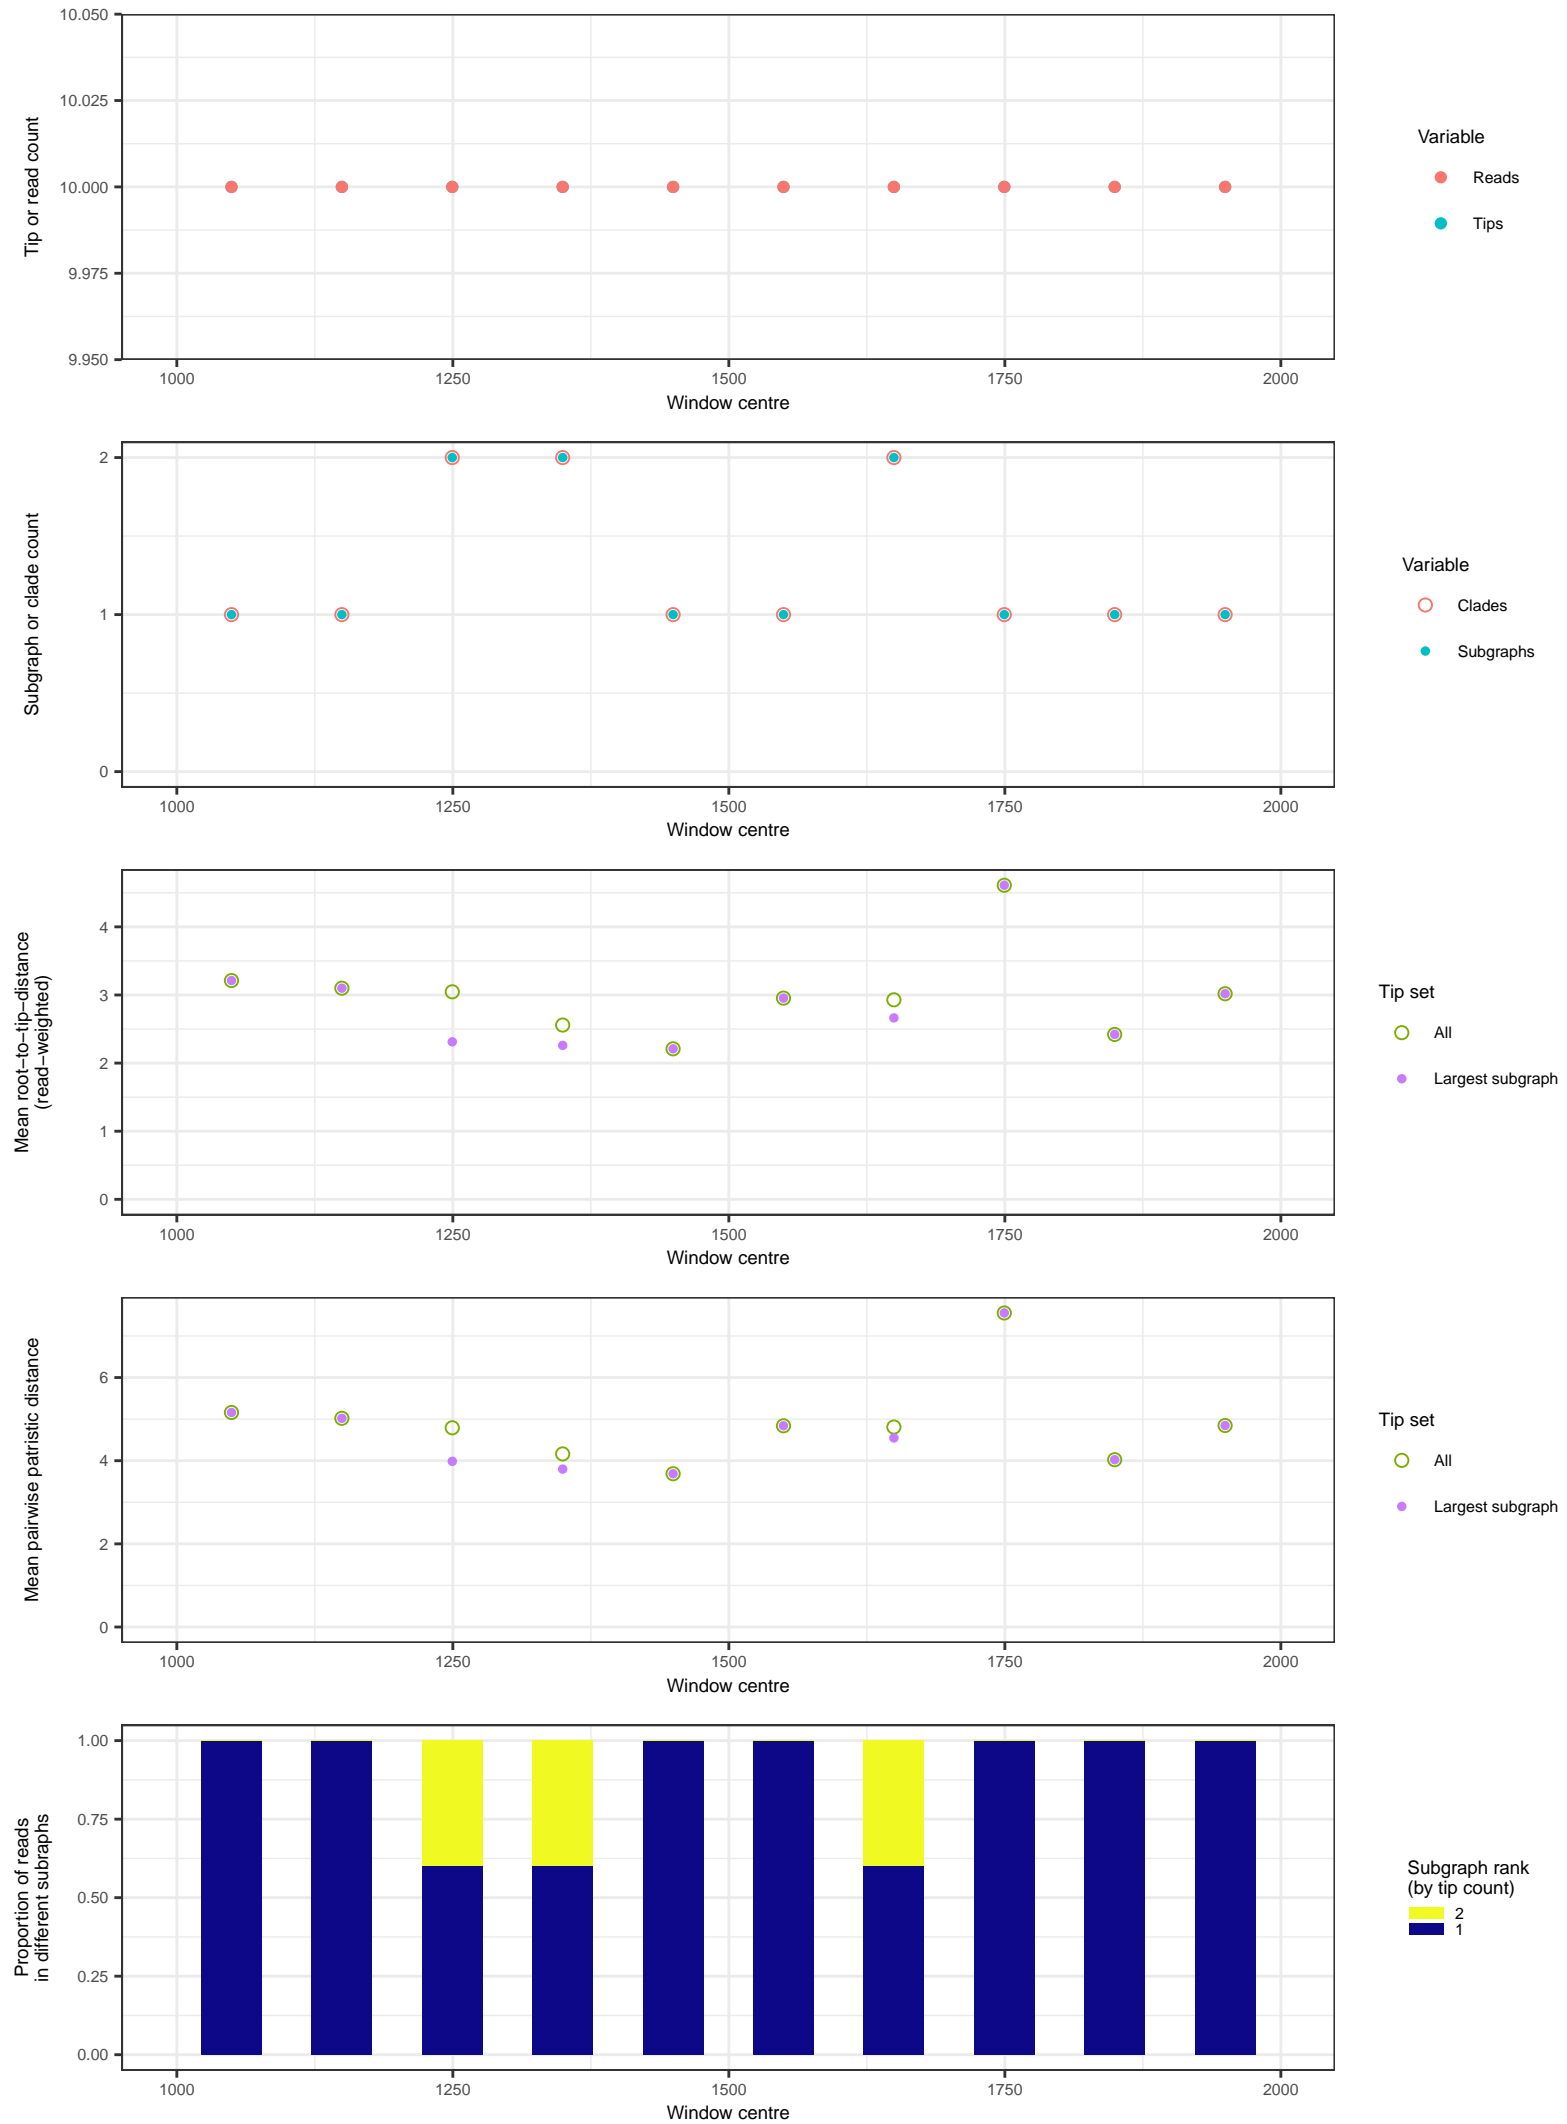 10.050
10.025
10.000
9.975
9.950
Tip or read count
1000 1250 1500 1750 2000
Window centre
Variable
Reads
Tips
2
1
0
Subgraph or clade count
1000 1250 1500 1750 2000
Window centre
Variable
Clades
Subgraphs
4
3
2
1
0
Mean root−to−tip−distance
(read−weighted)
1000 1250 1500 1750 2000
Window centre
Tip set
All
Largest subgraph
6
4
2
0
Mean pairwise patristic distance
1000 1250 1500 1750 2000
Window centre
Tip set
All
Largest subgraph
1.00
0.75
0.50
0.25
0.00
Proportion of reads
in different subraphs
1000 1250 1500 1750 2000
Window centre
Subgraph rank
(by tip count)
2
1